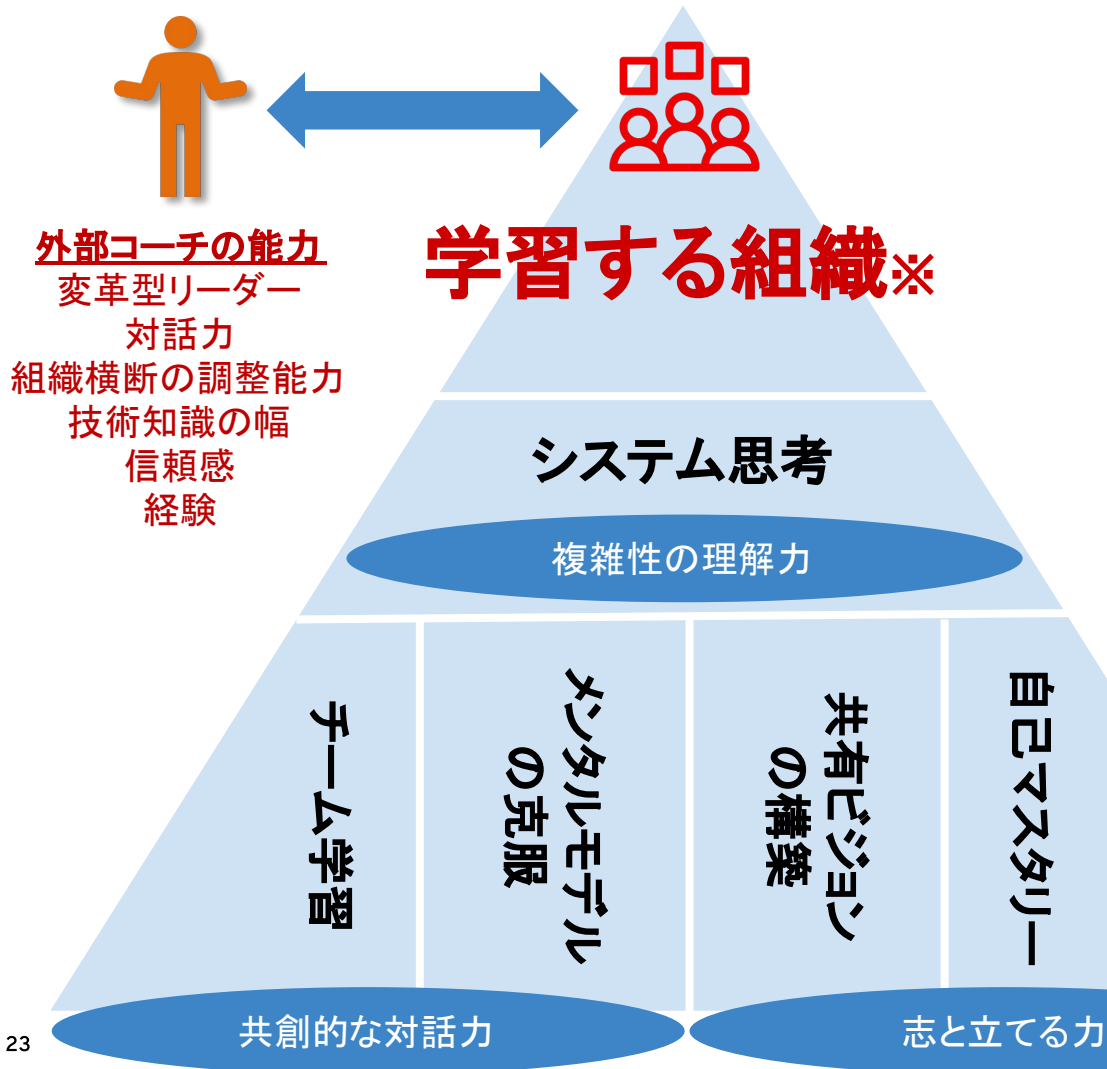 外部コーチの能力
変革型リーダー
対話力
組織横断の調整能力
技術知識の幅
信頼感
経験
学習する組織※
システム思考
複雑性の理解力
チーム学習
メンタルモデル
の克服
共有ビジョン
の構築
自己マスタリー
共創的な対話力
志と立てる力
23